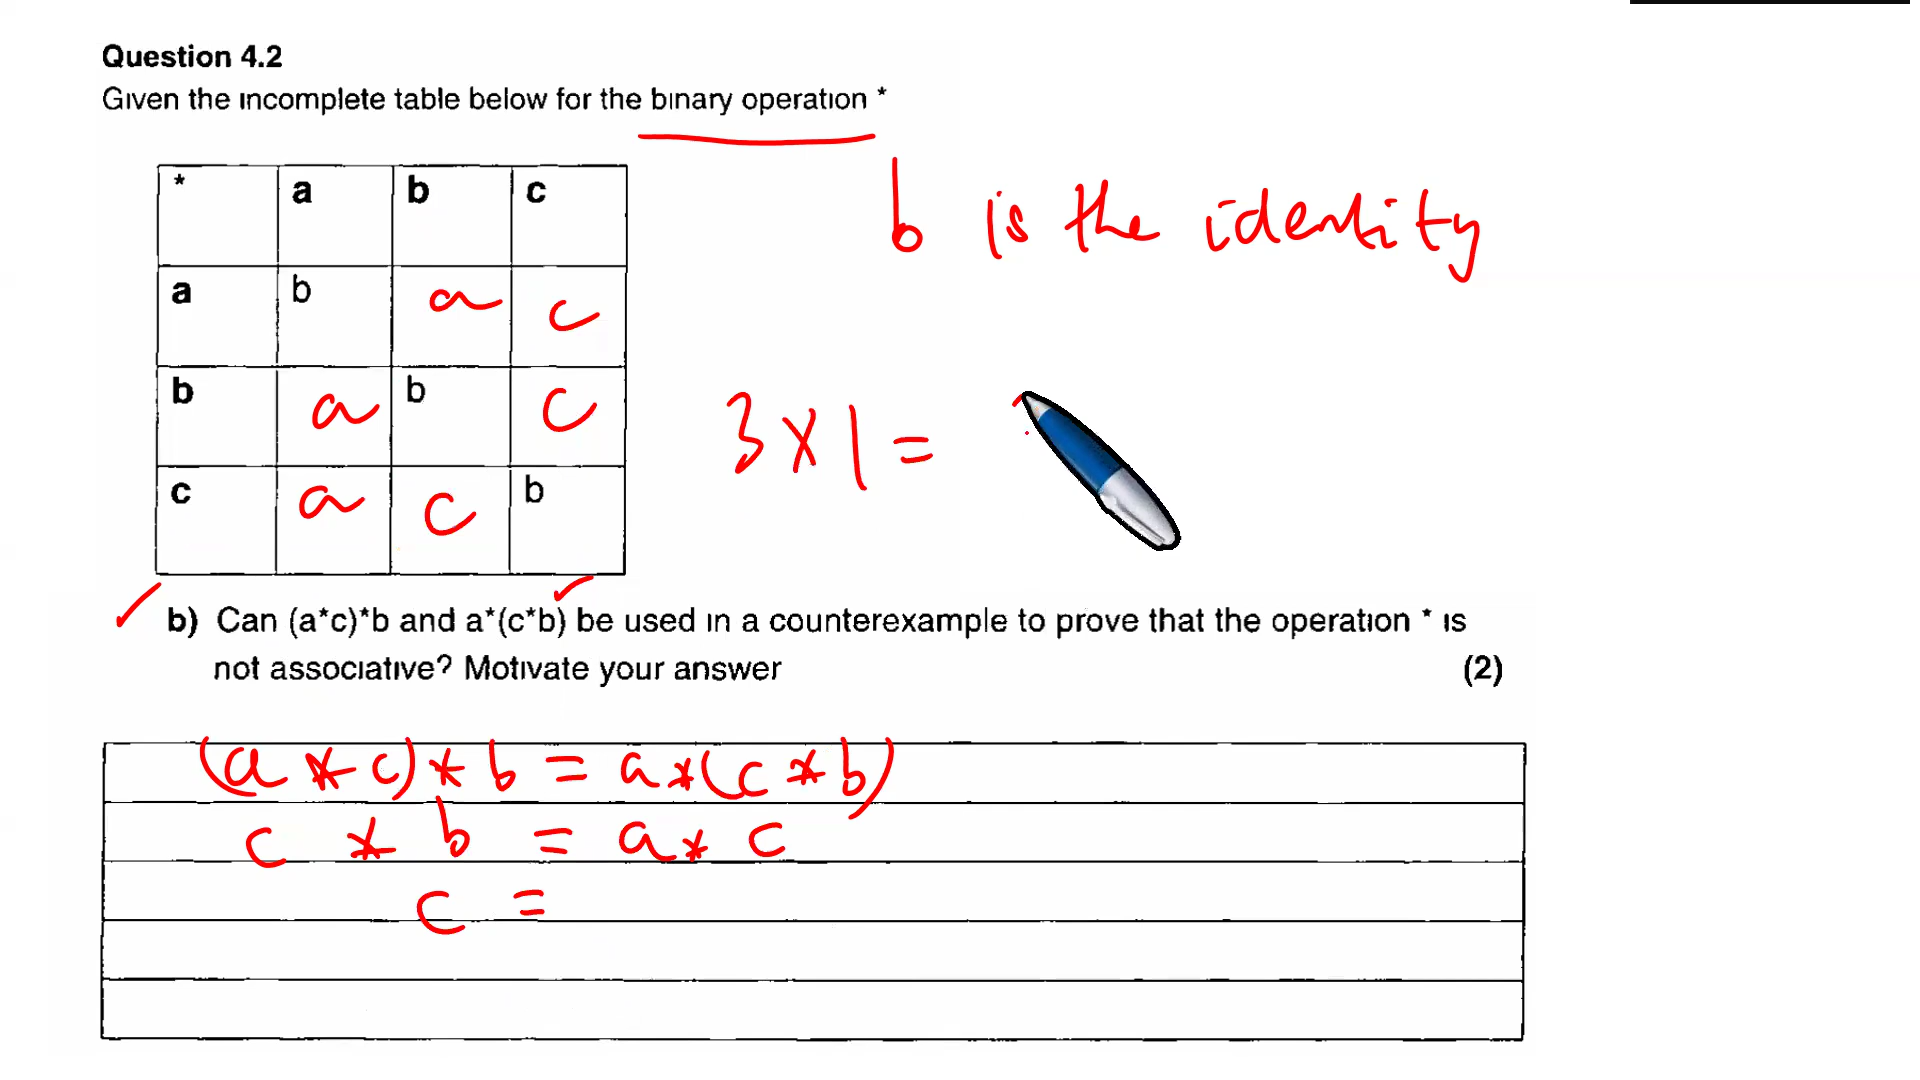 Question 4.2
Given the incomplete table below for the binary operation *
* a b c
a b a c
b a b c
c a c b
b is the identity
3 × 1 =
b) Can (a*c)*b and a*(c*b) be used in a counterexample to prove that the operation * is
not associative? Motivate your answer (2)
(a * c) * b = a * (c * b)
c * b = a * c
c =